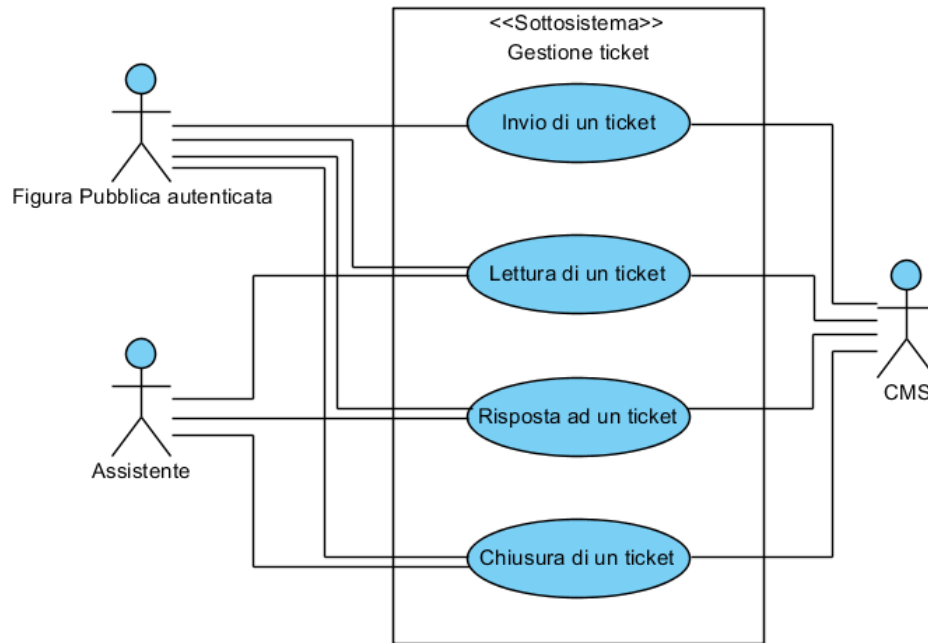 <<Sottosistema>>
Gestione ticket
Invio di un ticket
Figura Pubblica autenticata
Lettura di un ticket
CMS
Risposta ad un ticket
Assistente
Chiusura di un ticket